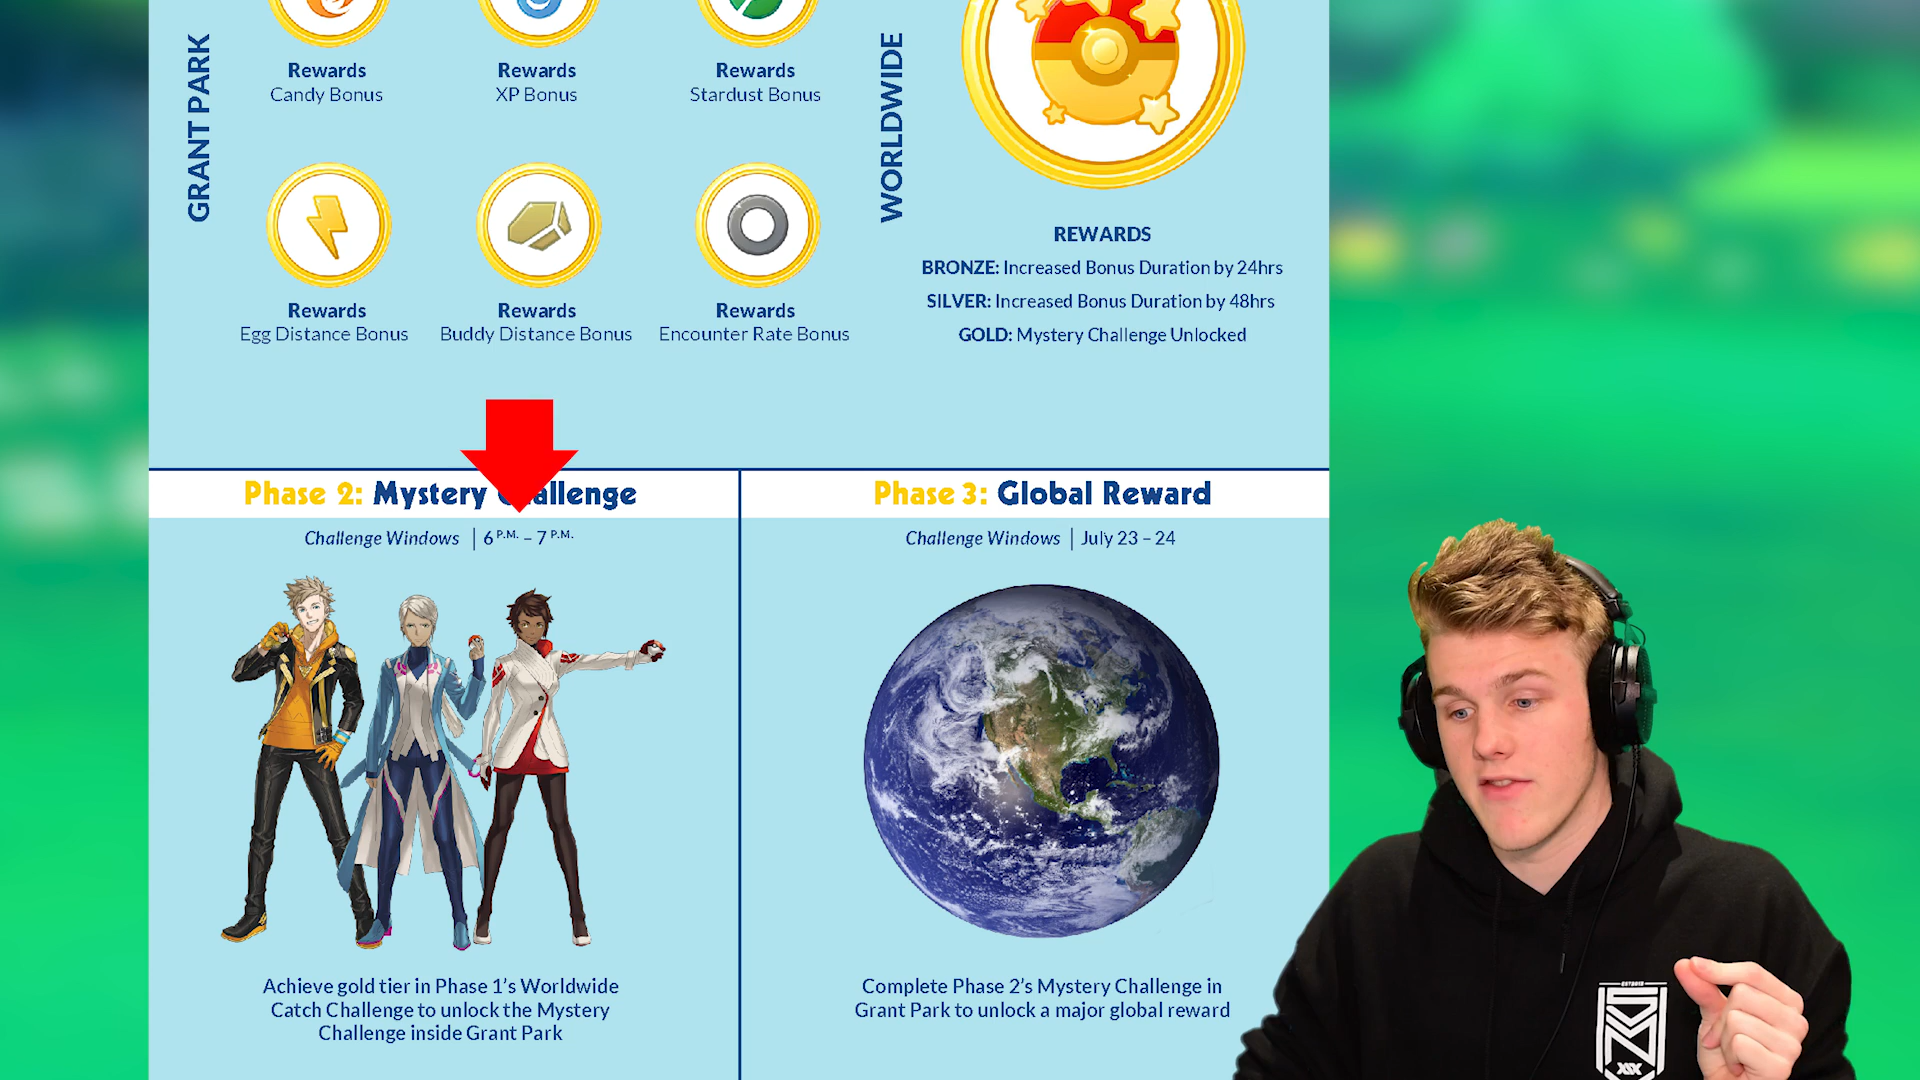 GRANT PARK
Rewards
Candy Bonus
Rewards
XP Bonus
Rewards
Stardust Bonus
Rewards
Egg Distance Bonus
Rewards
Buddy Distance Bonus
Rewards
Encounter Rate Bonus
WORLDWIDE
REWARDS
BRONZE: Increased Bonus Duration by 24hrs
SILVER: Increased Bonus Duration by 48hrs
GOLD: Mystery Challenge Unlocked
Phase 2: Mystery Challenge
Challenge Windows | 6 P.M. – 7 P.M.
Achieve gold tier in Phase 1's Worldwide
Catch Challenge to unlock the Mystery
Challenge inside Grant Park
Phase 3: Global Reward
Challenge Windows | July 23 – 24
Complete Phase 2's Mystery Challenge in
Grant Park to unlock a major global reward